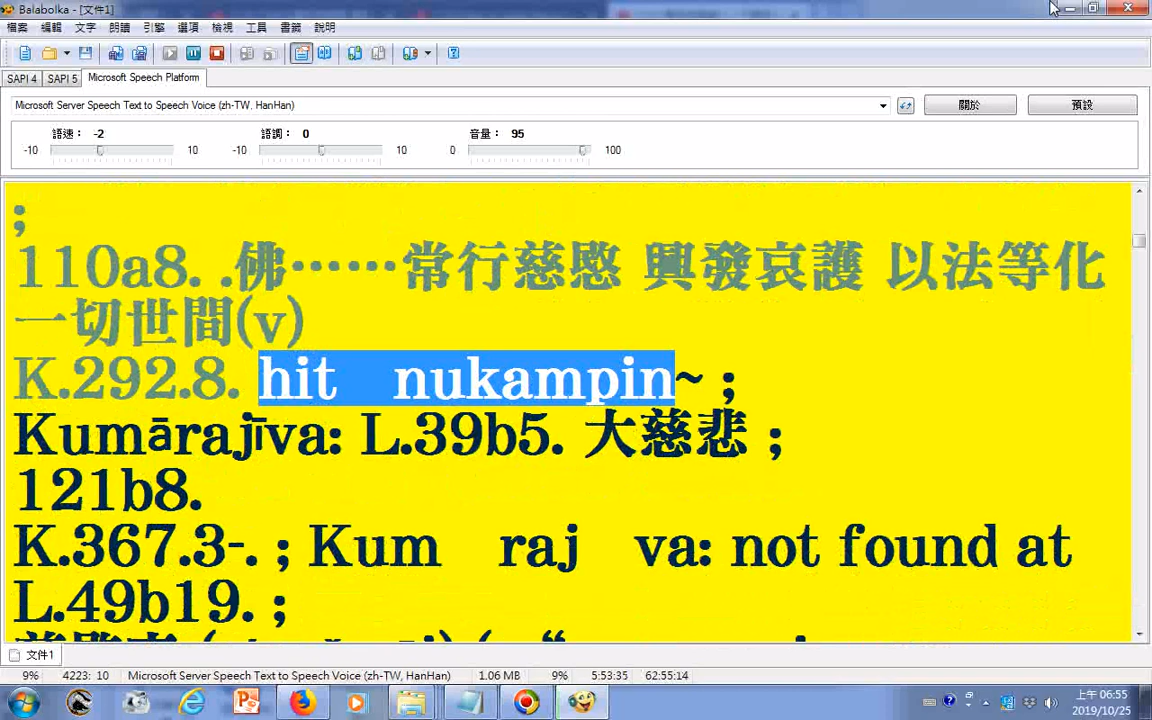 Balabolka - [文件1]
檔案 編輯 文字 朗讀 引擎 選項 檢視 工具 書籤 說明
SAPI 4 SAPI 5 Microsoft Speech Platform
Microsoft Server Speech Text to Speech Voice (zh-TW, HanHan)
關於 預設
語速： -2 語調： 0 音量： 95
-10 10 -10 10 0 100
;
110a8. .佛……常行慈愍 興發哀護 以法等化
一切世間(v)
K.292.8. hit nukampin~ ;
Kumārajīva: L.39b5. 大慈悲 ;
121b8.
K.367.3-. ; Kum raj va: not found at
L.49b19. ;
文件1
9% 4223: 10 Microsoft Server Speech Text to Speech Voice (zh-TW, HanHan) 1.06 MB 9% 5:53:35 62:55:14
上午 06:55
2019/10/25